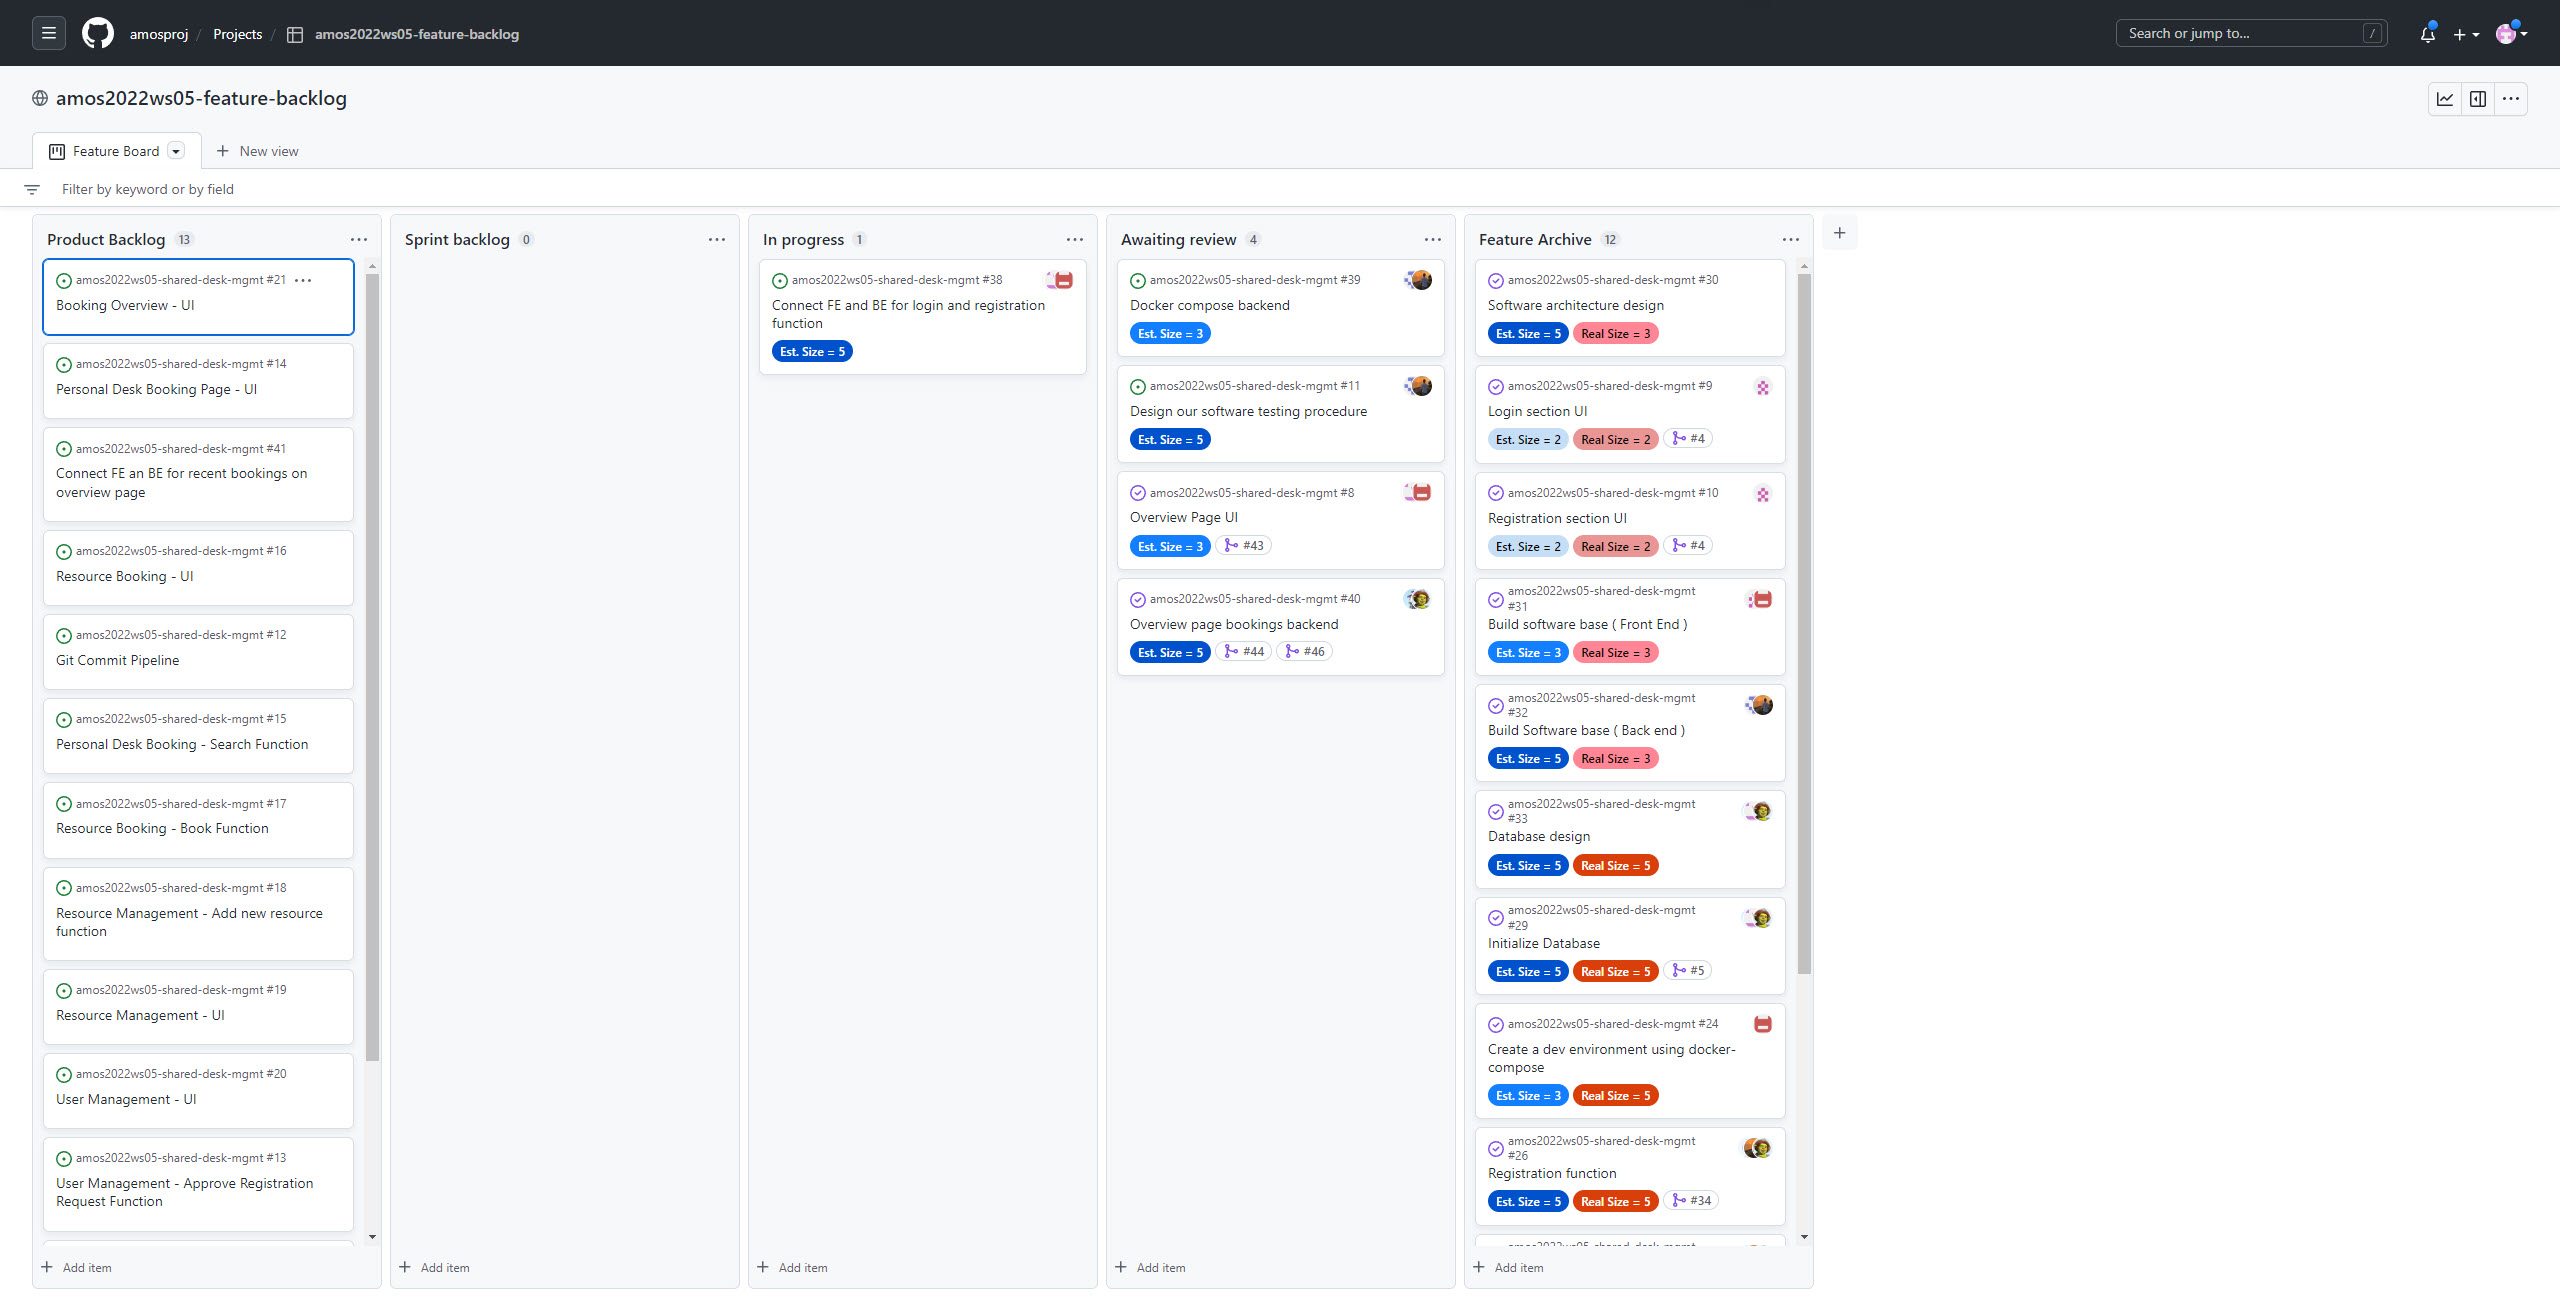 amosproj / Projects / amos2022ws05-feature-backlog
Search or jump to... /
amos2022ws05-feature-backlog
Feature Board
New view
Filter by keyword or by field
Product Backlog 13
amos2022ws05-shared-desk-mgmt #21
Booking Overview - UI
amos2022ws05-shared-desk-mgmt #14
Personal Desk Booking Page - UI
amos2022ws05-shared-desk-mgmt #41
Connect FE an BE for recent bookings on
overview page
amos2022ws05-shared-desk-mgmt #16
Resource Booking - UI
amos2022ws05-shared-desk-mgmt #12
Git Commit Pipeline
amos2022ws05-shared-desk-mgmt #15
Personal Desk Booking - Search Function
amos2022ws05-shared-desk-mgmt #17
Resource Booking - Book Function
amos2022ws05-shared-desk-mgmt #18
Resource Management - Add new resource
function
amos2022ws05-shared-desk-mgmt #19
Resource Management - UI
amos2022ws05-shared-desk-mgmt #20
User Management - UI
amos2022ws05-shared-desk-mgmt #13
User Management - Approve Registration
Request Function
Add item
Sprint backlog 0
Add item
In progress 1
amos2022ws05-shared-desk-mgmt #38
Connect FE and BE for login and registration
function
Est. Size = 5
Add item
Awaiting review 4
amos2022ws05-shared-desk-mgmt #39
Docker compose backend
Est. Size = 3
amos2022ws05-shared-desk-mgmt #11
Design our software testing procedure
Est. Size = 5
amos2022ws05-shared-desk-mgmt #8
Overview Page UI
Est. Size = 3 #43
amos2022ws05-shared-desk-mgmt #40
Overview page bookings backend
Est. Size = 5 #44 #46
Add item
Feature Archive 12
amos2022ws05-shared-desk-mgmt #30
Software architecture design
Est. Size = 5 Real Size = 3
amos2022ws05-shared-desk-mgmt #9
Login section UI
Est. Size = 2 Real Size = 2 #4
amos2022ws05-shared-desk-mgmt #10
Registration section UI
Est. Size = 2 Real Size = 2 #4
amos2022ws05-shared-desk-mgmt
#31
Build software base ( Front End )
Est. Size = 3 Real Size = 3
amos2022ws05-shared-desk-mgmt
#32
Build Software base ( Back end )
Est. Size = 5 Real Size = 3
amos2022ws05-shared-desk-mgmt
#33
Database design
Est. Size = 5 Real Size = 5
amos2022ws05-shared-desk-mgmt
#29
Initialize Database
Est. Size = 5 Real Size = 5 #5
amos2022ws05-shared-desk-mgmt #24
Create a dev environment using docker-
compose
Est. Size = 3 Real Size = 5
amos2022ws05-shared-desk-mgmt
#26
Registration function
Est. Size = 5 Real Size = 5 #34
Add item